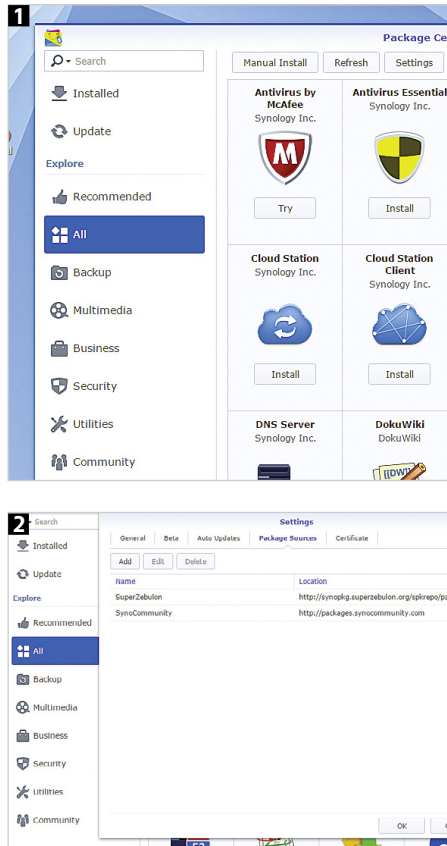 1
Package Ce
Search
Manual Install Refresh Settings
Installed
Update
Explore
Recommended
All
Backup
Multimedia
Business
Security
Utilities
Community
Antivirus by McAfee
Synology Inc.
M
Try
Antivirus Essential
Synology Inc.
Install
Cloud Station
Synology Inc.
Install
Cloud Station Client
Synology Inc.
Install
DNS Server
Synology Inc.
DokuWiki
DokuWiki
[[DW]]
2
Search
Settings
Installed
Update
Explore
Recommended
All
Backup
Multimedia
Business
Security
Utilities
Community
General Beta Auto Updates Package Sources Certificate
Add Edit Delete
Name Location
SuperZebulon http://synopkg.superzebulon.org/spkrepo/pa
SynoCommunity http://packages.synocommunity.com
OK